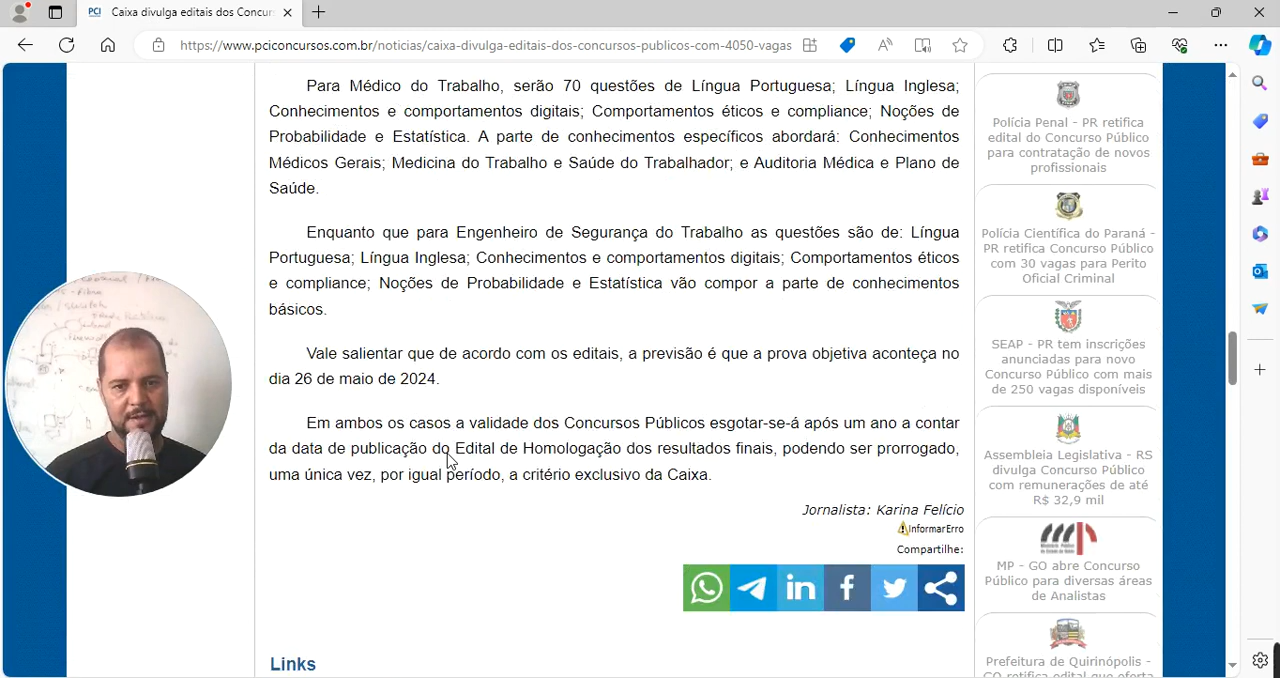 PCI Caixa divulga editais dos Concur
https://www.pciconcursos.com.br/noticias/caixa-divulga-editais-dos-concursos-publicos-com-4050-vagas
Para Médico do Trabalho, serão 70 questões de Língua Portuguesa; Língua Inglesa;
Conhecimentos e comportamentos digitais; Comportamentos éticos e compliance; Noções de
Probabilidade e Estatística. A parte de conhecimentos específicos abordará: Conhecimentos
Médicos Gerais; Medicina do Trabalho e Saúde do Trabalhador; e Auditoria Médica e Plano de
Saúde.
Enquanto que para Engenheiro de Segurança do Trabalho as questões são de: Língua
Portuguesa; Língua Inglesa; Conhecimentos e comportamentos digitais; Comportamentos éticos
e compliance; Noções de Probabilidade e Estatística vão compor a parte de conhecimentos
básicos.
Vale salientar que de acordo com os editais, a previsão é que a prova objetiva aconteça no
dia 26 de maio de 2024.
Em ambos os casos a validade dos Concursos Públicos esgotar-se-á após um ano a contar
da data de publicação do Edital de Homologação dos resultados finais, podendo ser prorrogado,
uma única vez, por igual período, a critério exclusivo da Caixa.
Jornalista: Karina Felício
InformarErro
Compartilhe:
Links
Polícia Penal - PR retifica
edital do Concurso Público
para contratação de novos
profissionais
Polícia Científica do Paraná -
PR retifica Concurso Público
com 30 vagas para Perito
Oficial Criminal
SEAP - PR tem inscrições
anunciadas para novo
Concurso Público com mais
de 250 vagas disponíveis
Assembleia Legislativa - RS
divulga Concurso Público
com remunerações de até
R$ 32,9 mil
MP - GO abre Concurso
Público para diversas áreas
de Analistas
Prefeitura de Quirinópolis -
GO retifica edital que oferta